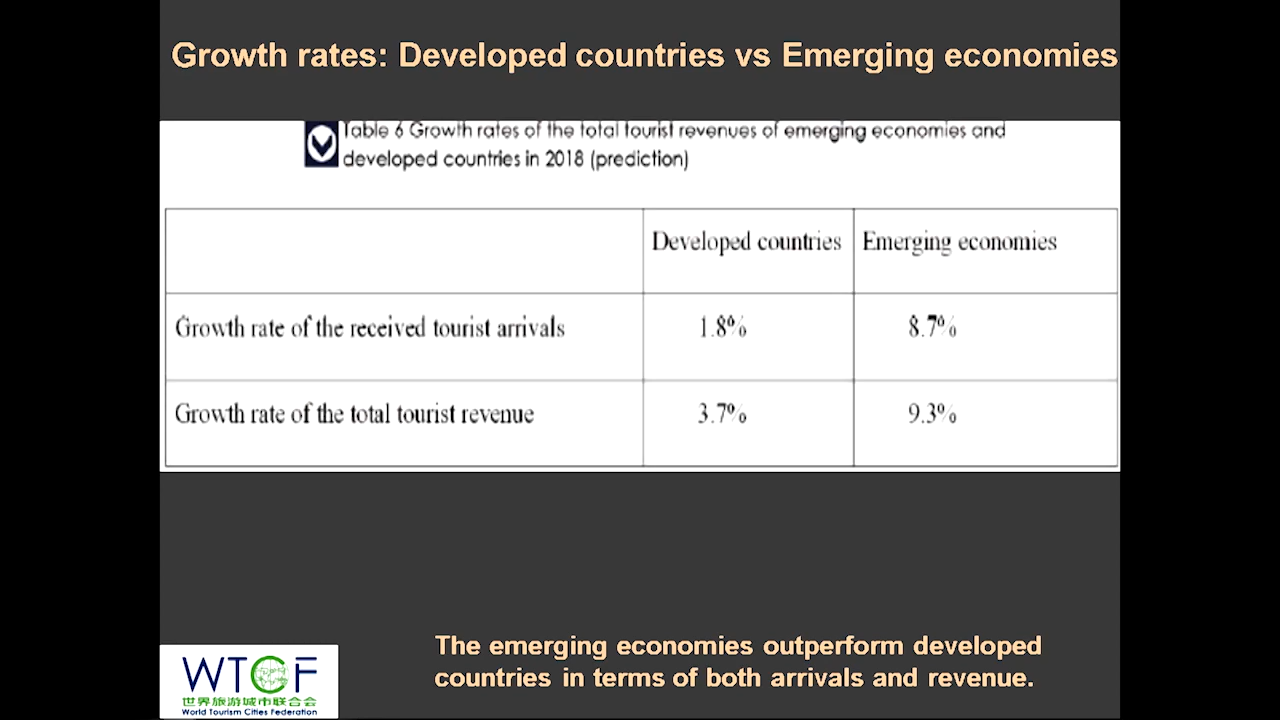 Growth rates: Developed countries vs Emerging economies
Table 6 Growth rates of the total tourist revenues of emerging economies and
developed countries in 2018 (prediction)
Developed countries Emerging economies
Growth rate of the received tourist arrivals 1.8% 8.7%
Growth rate of the total tourist revenue 3.7% 9.3%
The emerging economies outperform developed
countries in terms of both arrivals and revenue.
WTCF
世界旅游城市联合会
World Tourism Cities Federation